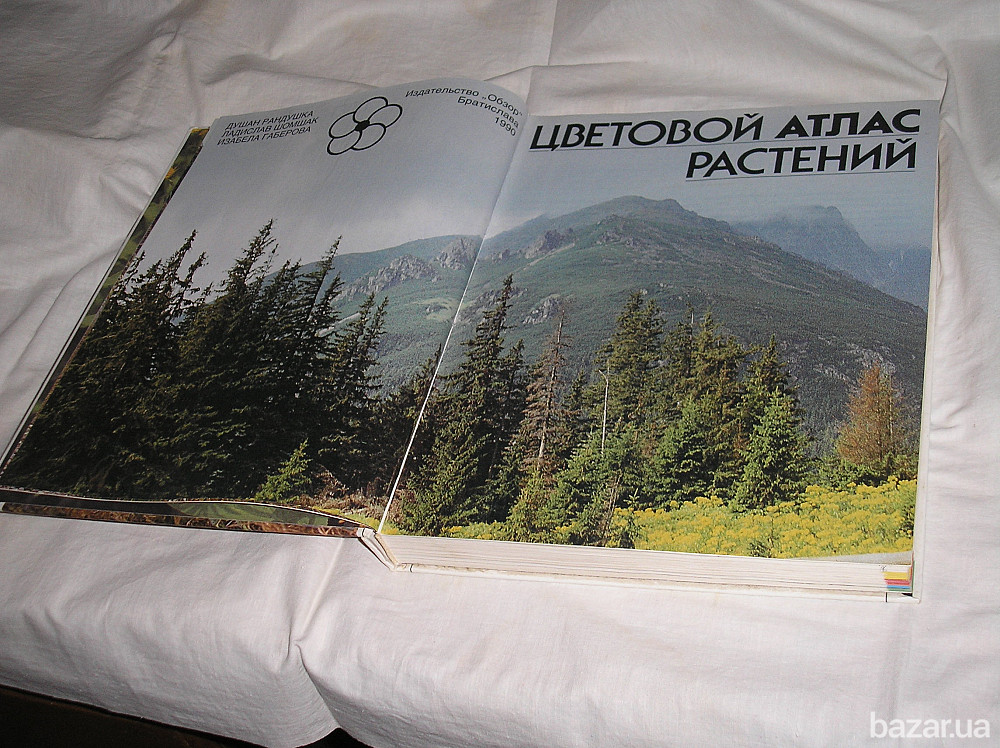 ДУШАН РАНДУШКА
ЛАДИСЛАВ ШОМШАК
ИЗАБЕЛА ГАБЕРОВА
Издательство „Обзор“
Братислава
1990
ЦВЕТОВОЙ АТЛАС
РАСТЕНИЙ
bazar.ua